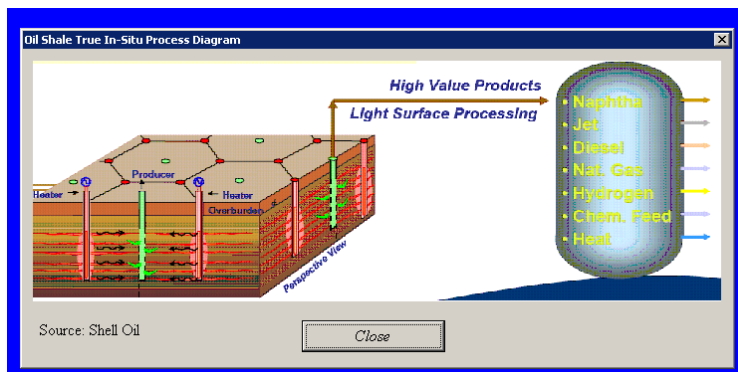 Oil Shale True In-Situ Process Diagram
High Value Products
Light Surface Processing
• Naphtha
• Jet
• Diesel
• Nat. Gas
• Hydrogen
• Chem. Feed
• Heat
Producer
Heater
Heater
Overburden
Perspective View
Source: Shell Oil
Close